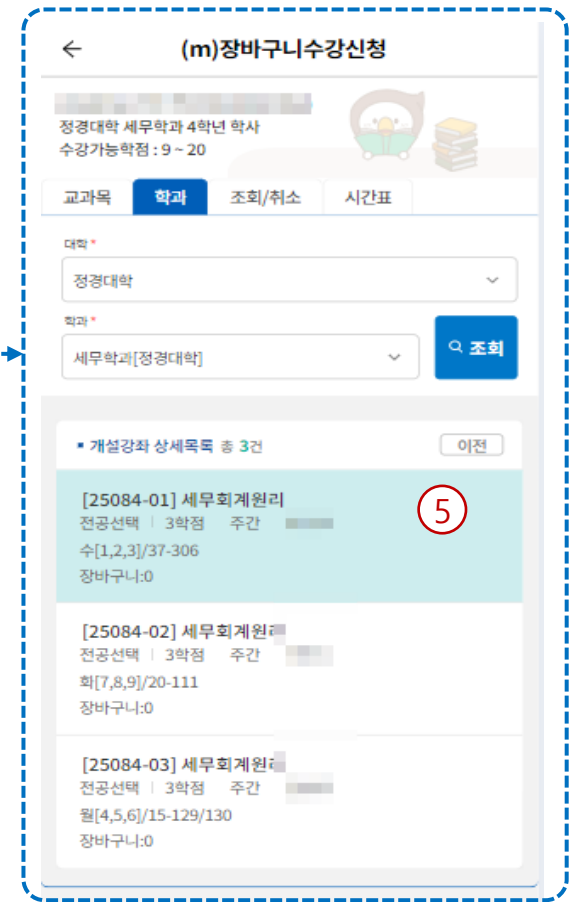 (m)장바구니수강신청
정경대학 세무학과 4학년 학사
수강가능학점 : 9 ~ 20
교과목 학과 조회/취소 시간표
대학 *
정경대학
학과 *
세무학과[정경대학]
조회
개설강좌 상세목록 총 3건
이전
[25084-01] 세무회계원리
5
전공선택 | 3학점 주간
수[1,2,3]/37-306
장바구니:0
[25084-02] 세무회계원리
전공선택 | 3학점 주간
화[7,8,9]/20-111
장바구니:0
[25084-03] 세무회계원리
전공선택 | 3학점 주간
월[4,5,6]/15-129/130
장바구니:0